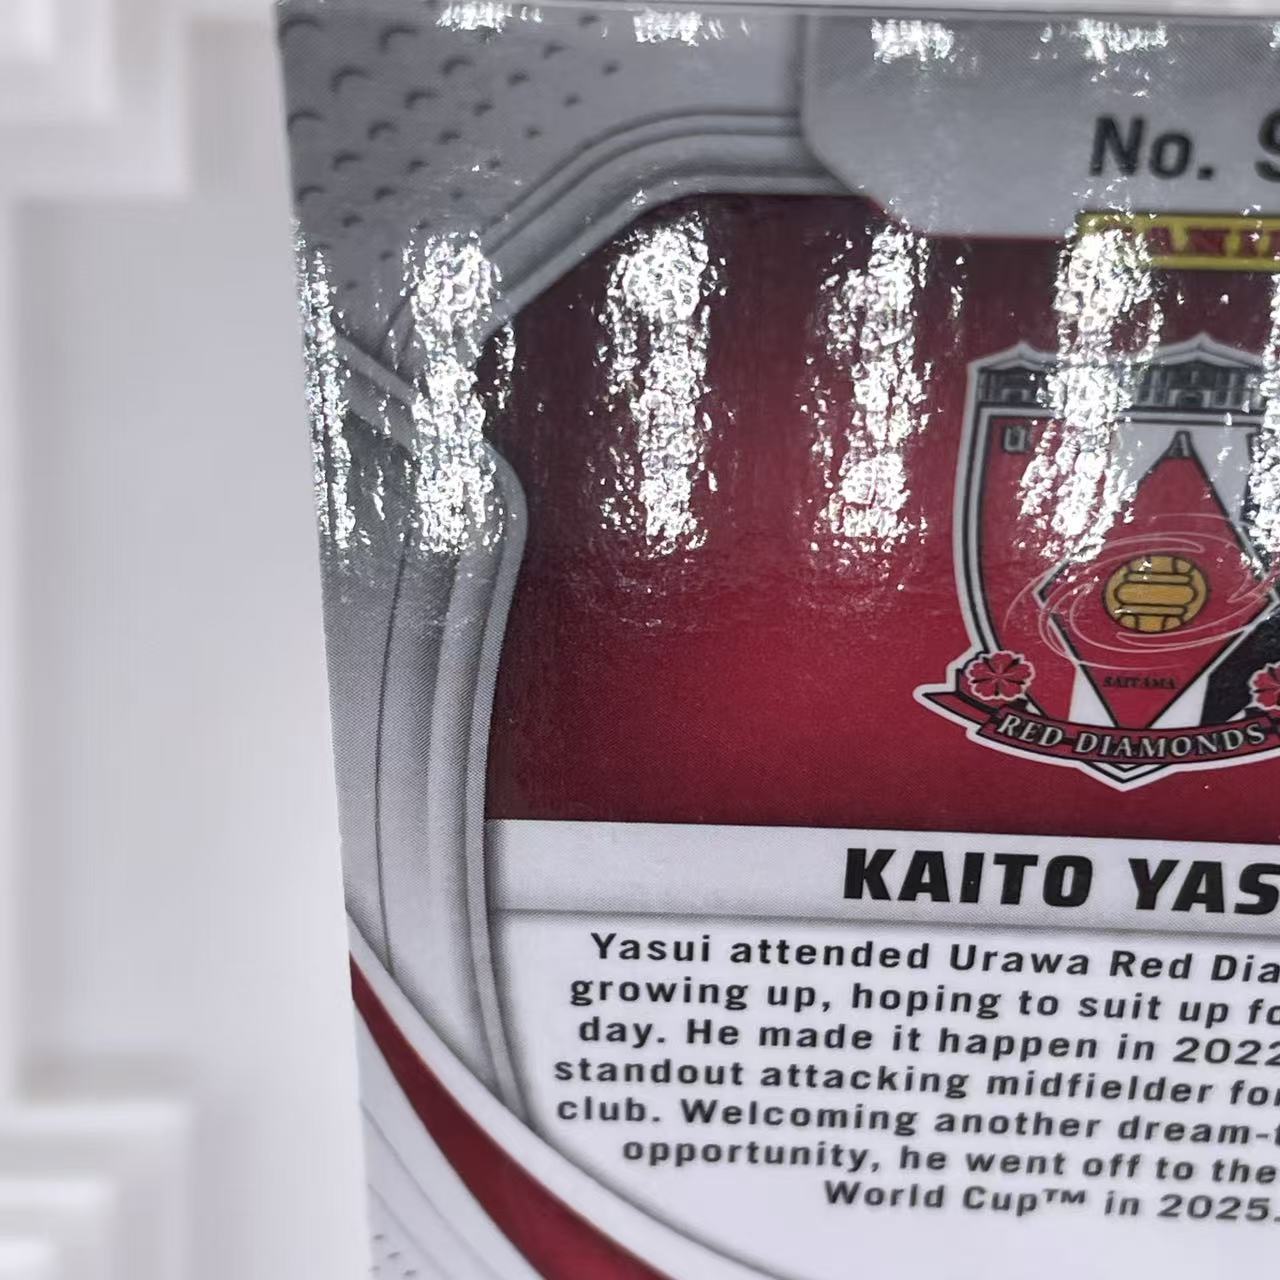 No. S
PANINI
SAITAMA
RED DIAMONDS
KAITO YAS
Yasui attended Urawa Red Dia
growing up, hoping to suit up fo
day. He made it happen in 2022
standout attacking midfielder for
club. Welcoming another dream-
opportunity, he went off to the
World Cup™ in 2025.